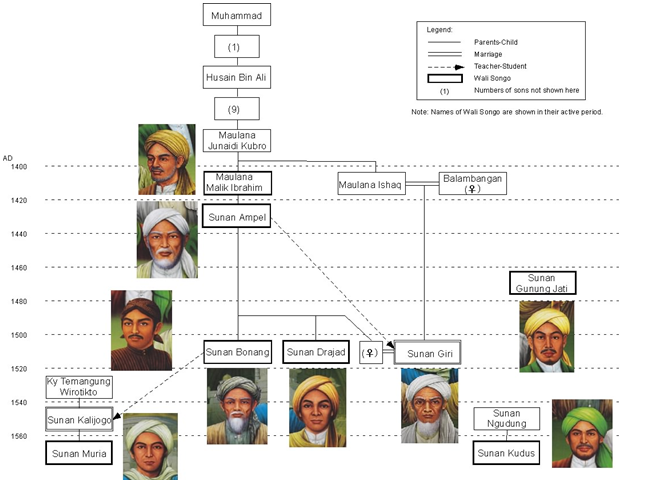 Muhammad
(1)
Husain Bin Ali
(9)
Maulana
Junaidi Kubro
Legend:
Parents-Child
Marriage
Teacher-Student
Wali Songo
(1) Numbers of sons not shown here
Note: Names of Wali Songo are shown in their active period.
AD
1400
Maulana
Malik Ibrahim
Maulana Ishaq
Balambangan
(♀)
1420
Sunan Ampel
1440
1460
Sunan
Gunung Jati
1480
1500
Sunan Bonang
Sunan Drajad
(♀)
Sunan Giri
1520
Ky Temangung
Wirotikto
1540
Sunan Kalijogo
Sunan
Ngudung
1560
Sunan Muria
Sunan Kudus